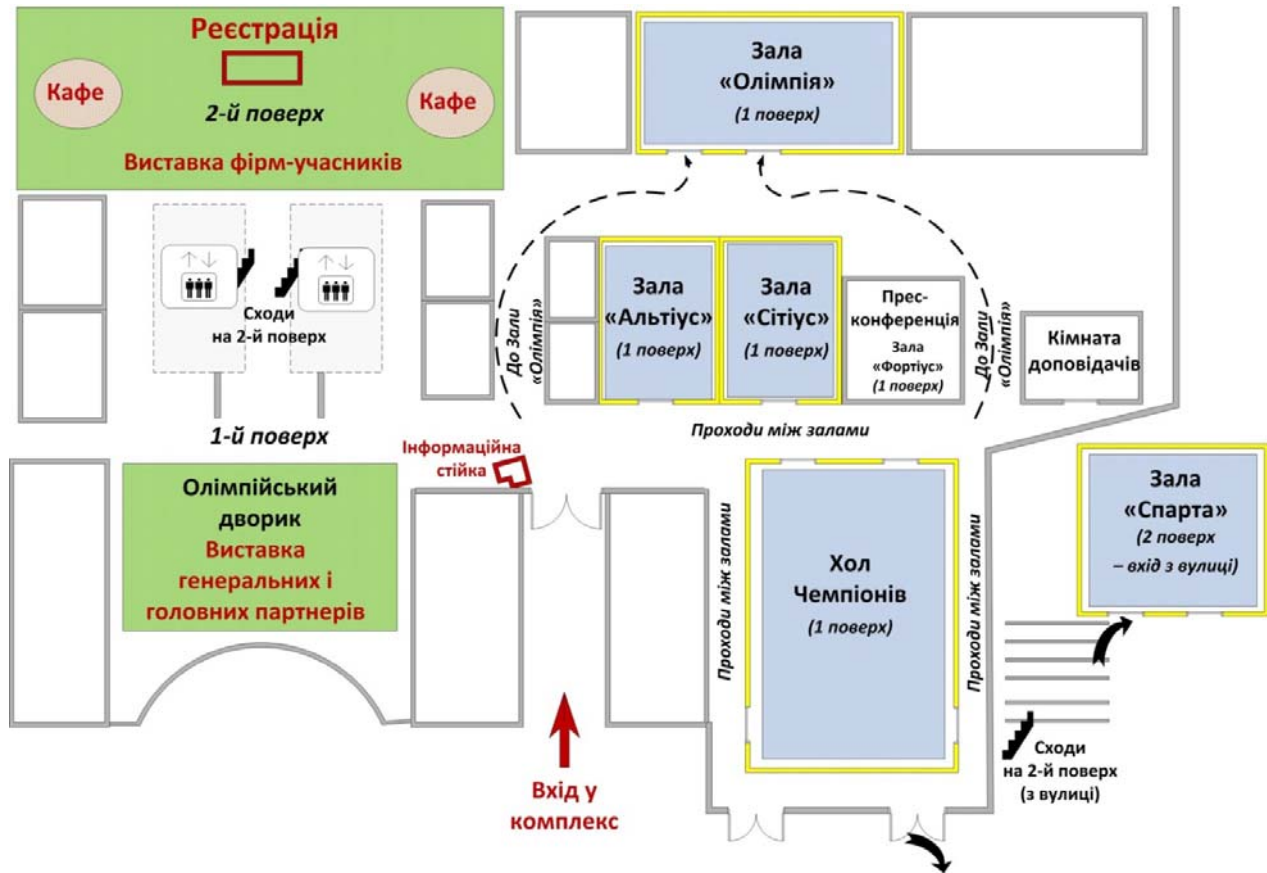 Реєстрація
Кафе
Кафе
2-й поверх
Виставка фірм-учасників
Зала
«Олімпія»
(1 поверх)
Сходи
на 2-й поверх
1-й поверх
До Зали
«Олімпія»
Зала
«Альтіус»
(1 поверх)
Зала
«Сітіус»
(1 поверх)
Прес-
конференція
Зала
«Фортіус»
(1 поверх)
До Зали
«Олімпія»
Кімната
доповідачів
Проходи між залами
Інформаційна
стійка
Олімпійський
дворик
Виставка
генеральних і
головних партнерів
Вхід у
комплекс
Проходи між залами
Хол
Чемпіонів
(1 поверх)
Проходи між залами
Зала
«Спарта»
(2 поверх
– вхід з вулиці)
Сходи
на 2-й поверх
(з вулиці)